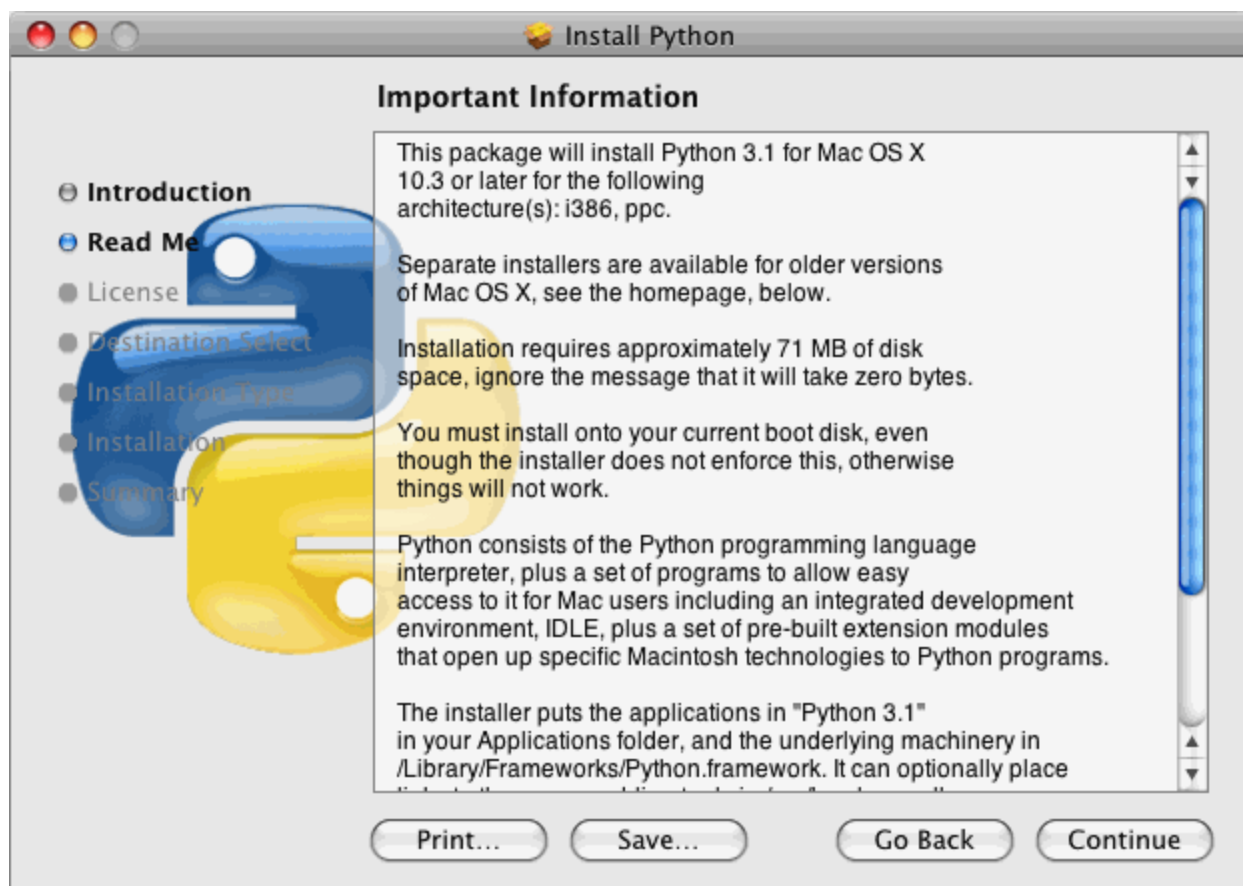 Install Python
Important Information
Introduction
Read Me
License
Destination Select
Installation Type
Installation
Summary
This package will install Python 3.1 for Mac OS X
10.3 or later for the following
architecture(s): i386, ppc.
Separate installers are available for older versions
of Mac OS X, see the homepage, below.
Installation requires approximately 71 MB of disk
space, ignore the message that it will take zero bytes.
You must install onto your current boot disk, even
though the installer does not enforce this, otherwise
things will not work.
Python consists of the Python programming language
interpreter, plus a set of programs to allow easy
access to it for Mac users including an integrated development
environment, IDLE, plus a set of pre-built extension modules
that open up specific Macintosh technologies to Python programs.
The installer puts the applications in "Python 3.1"
in your Applications folder, and the underlying machinery in
/Library/Frameworks/Python.framework. It can optionally place
Print...
Save...
Go Back
Continue